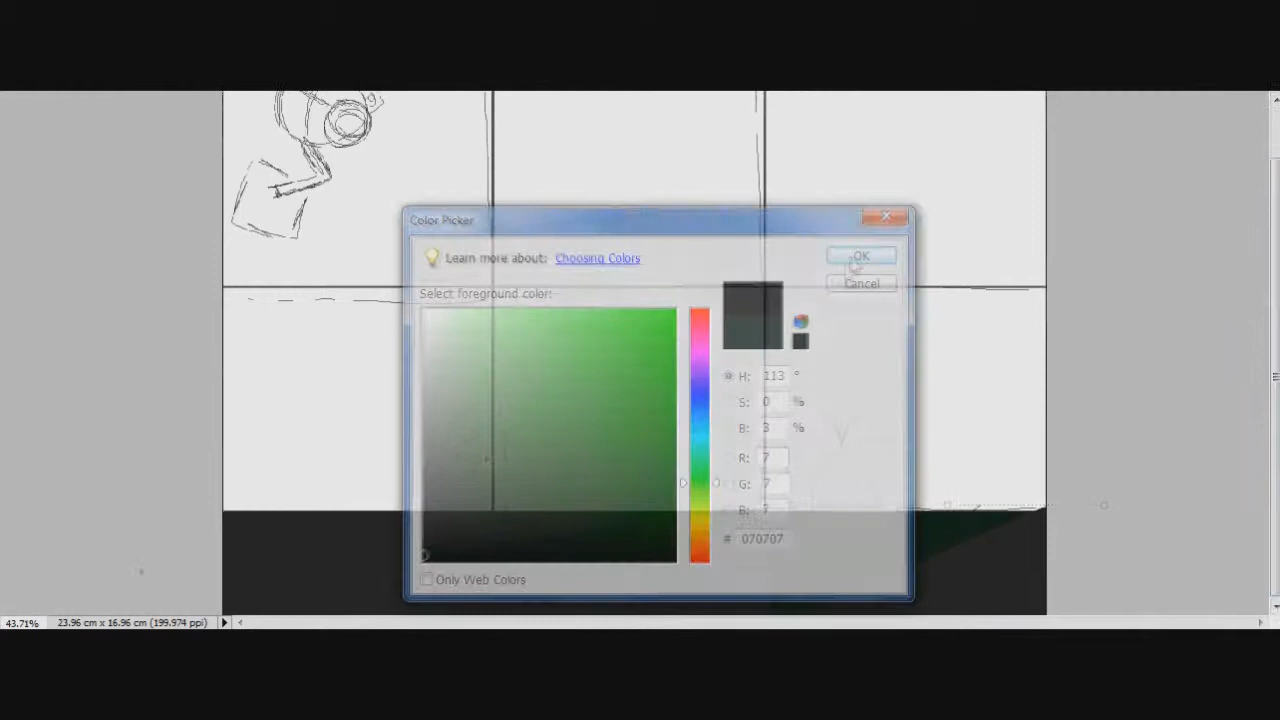 Color Picker
Learn more about: Choosing Colors
OK
Select foreground color:
Cancel
H: 113 °
S: 0 %
B: 3 %
R: 7
G: 7
B: 7
# 070707
Only Web Colors
43.71% 23.96 cm x 16.96 cm (199.974 ppi)